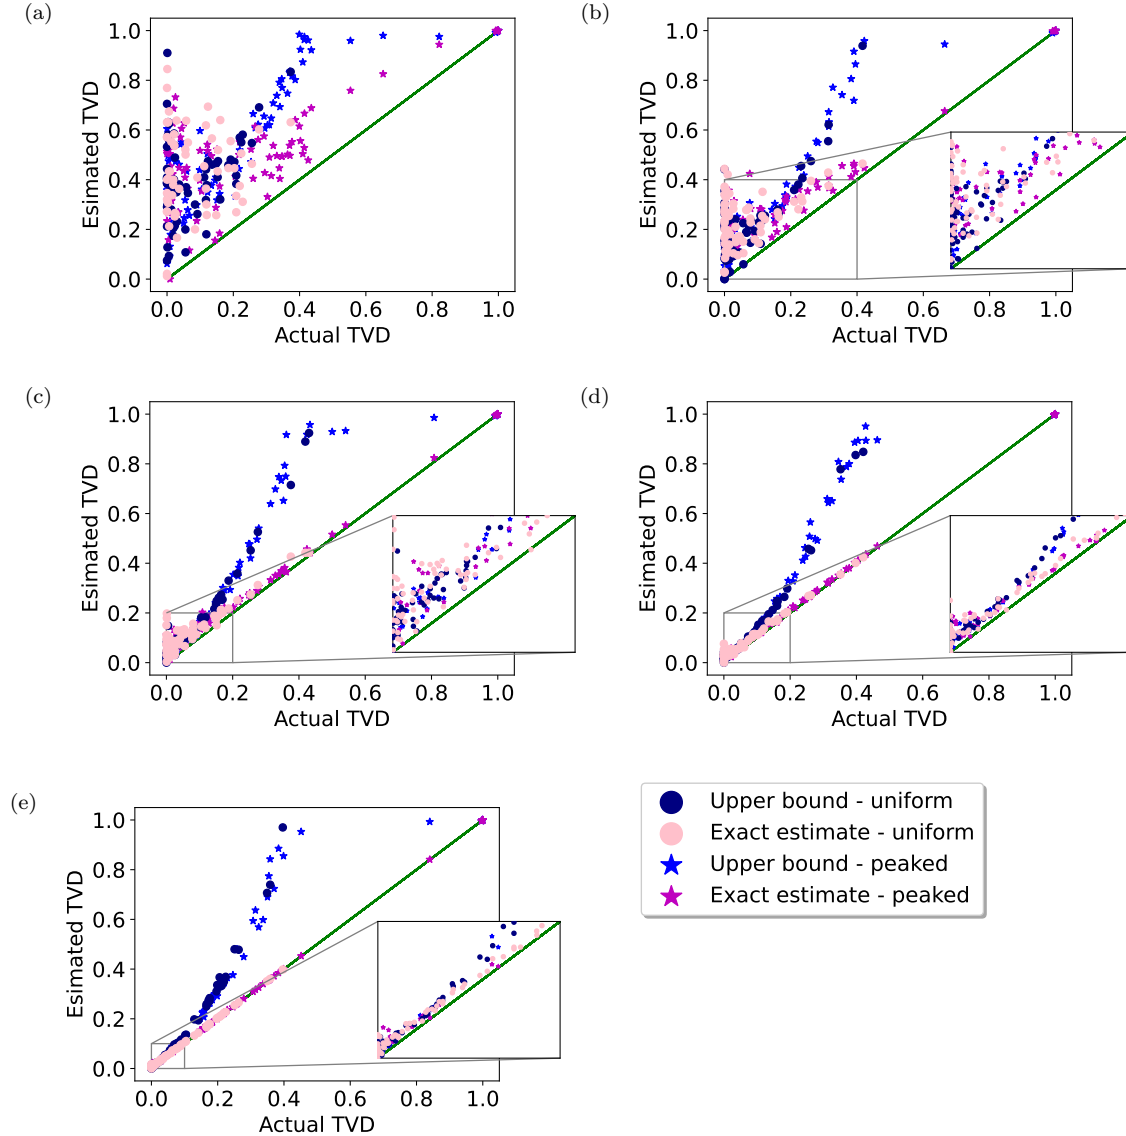 (a)
1.0
0.8
0.6
0.4
0.2
0.0
Esimated TVD
0.0 0.2 0.4 0.6 0.8 1.0
Actual TVD
(b)
1.0
0.8
0.6
0.4
0.2
0.0
Esimated TVD
0.0 0.2 0.4 0.6 0.8 1.0
Actual TVD
(c)
1.0
0.8
0.6
0.4
0.2
0.0
Esimated TVD
0.0 0.2 0.4 0.6 0.8 1.0
Actual TVD
(d)
1.0
0.8
0.6
0.4
0.2
0.0
Esimated TVD
0.0 0.2 0.4 0.6 0.8 1.0
Actual TVD
(e)
1.0
0.8
0.6
0.4
0.2
0.0
Esimated TVD
0.0 0.2 0.4 0.6 0.8 1.0
Actual TVD
Upper bound - uniform
Exact estimate - uniform
Upper bound - peaked
Exact estimate - peaked